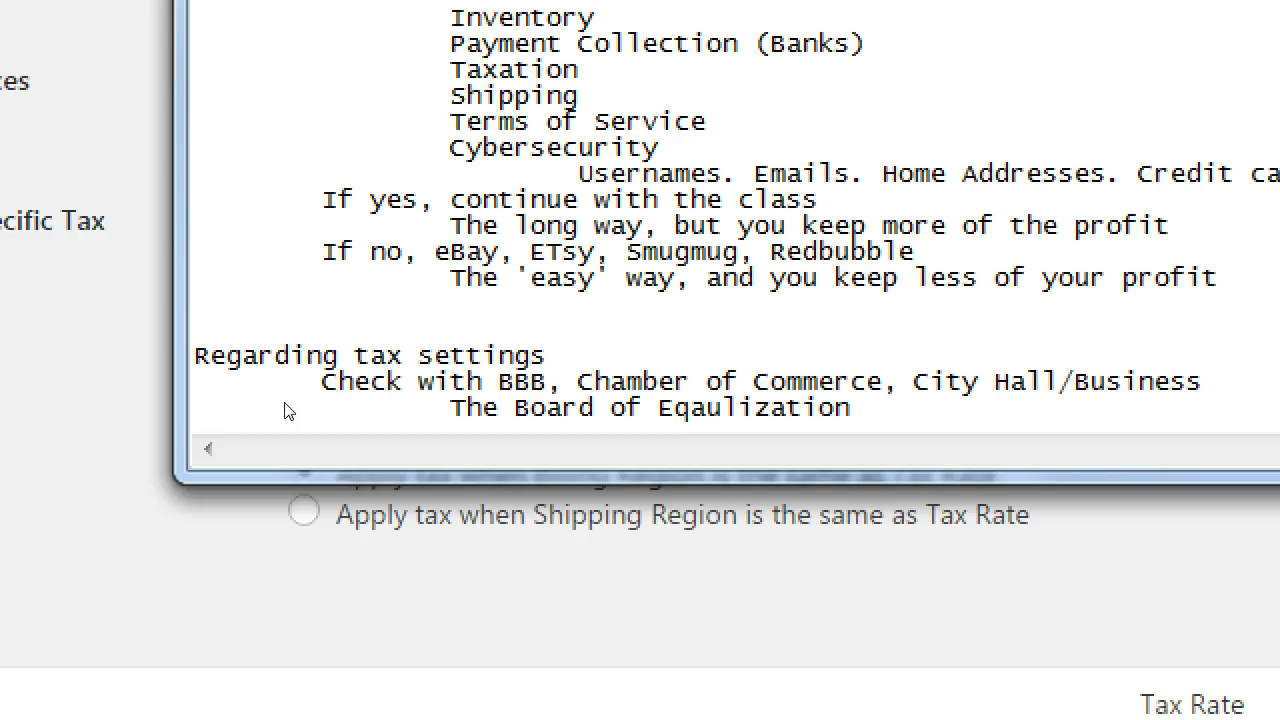 Inventory
Payment Collection (Banks)
Taxation
Shipping
Terms of Service
Cybersecurity
Usernames. Emails. Home Addresses. Credit ca
If yes, continue with the class
The long way, but you keep more of the profit
If no, eBay, ETsy, Smugmug, Redbubble
The 'easy' way, and you keep less of your profit
Regarding tax settings
Check with BBB, Chamber of Commerce, City Hall/Business
The Board of Eqaulization
ces
ecific Tax
Apply tax when Shipping Region is the same as Tax Rate
Tax Rate